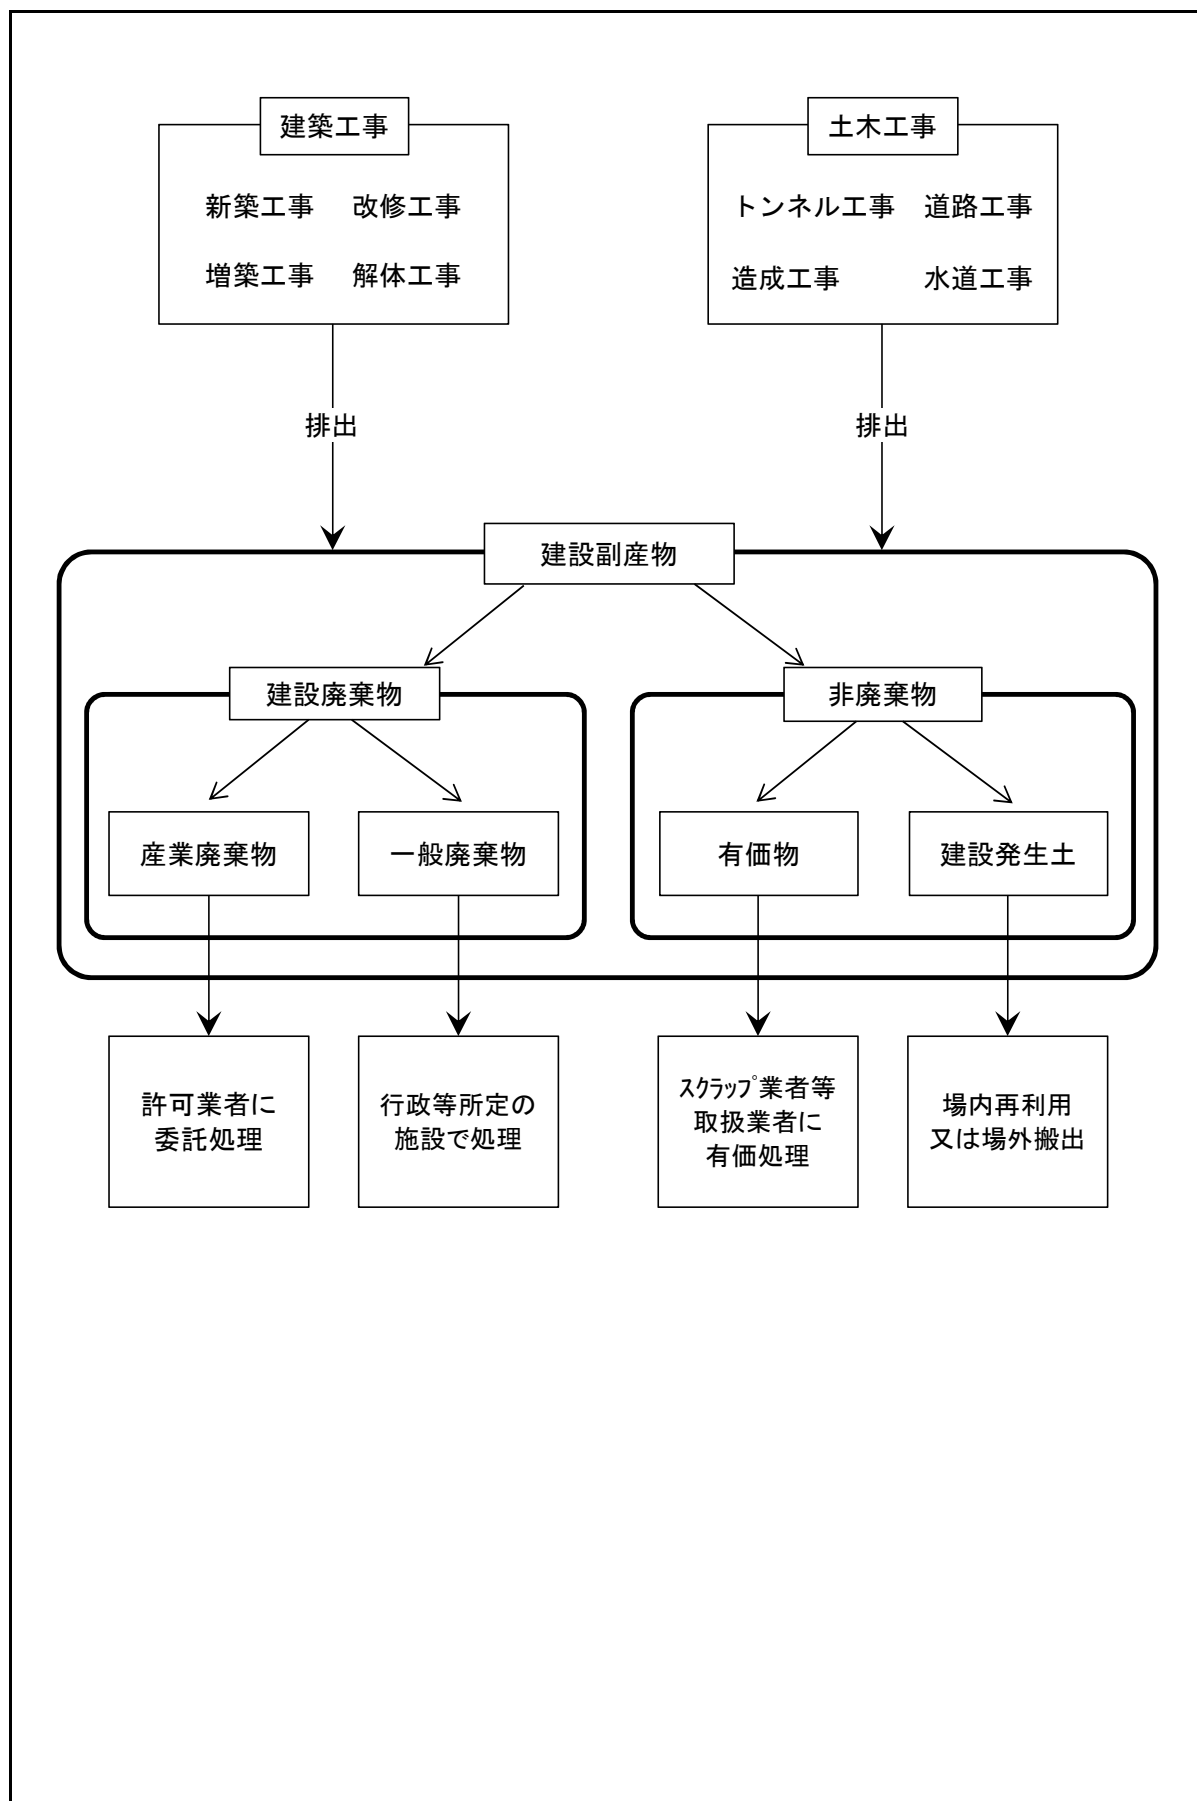 建築工事
土木工事
新築工事 改修工事
増築工事 解体工事
トンネル工事 道路工事
造成工事 水道工事
排出
排出
建設副産物
建設廃棄物
非廃棄物
産業廃棄物
一般廃棄物
有価物
建設発生土
許可業者に
委託処理
行政等所定の
施設で処理
ｽｸﾗｯﾌﾟ業者等
取扱業者に
有価処理
場内再利用
又は場外搬出